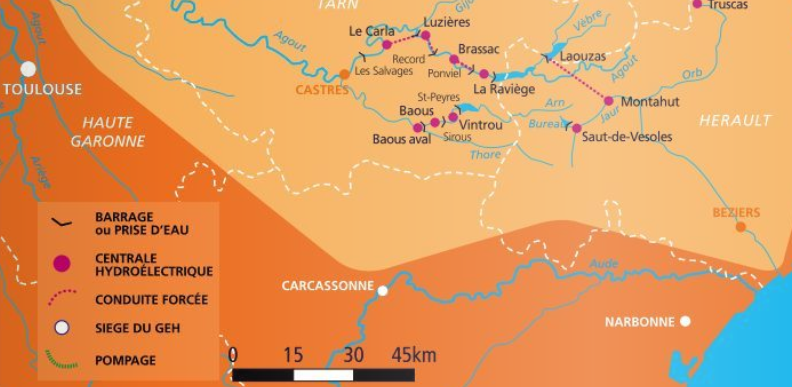 TARN
Truscas
Gijou
Vèbre
Agout
Luzières
Le Carla
Agout
Brassac
Laouzas
Record
Les Salvages
Ponviel
Agout
Orb
TOULOUSE
CASTRES
La Raviège
St-Peyres
Arn
Montahut
Baous
Jaur
HAUTE
GARONNE
Vintrou
Bureau
HERAULT
Baous aval
Sirous
Saut-de-Vesoles
Thore
Ariège
BARRAGE
ou PRISE D'EAU
BEZIERS
CENTRALE
HYDROÉLECTRIQUE
Aude
CARCASSONNE
CONDUITE FORCÉE
NARBONNE
SIEGE DU GEH
POMPAGE
0 15 30 45km